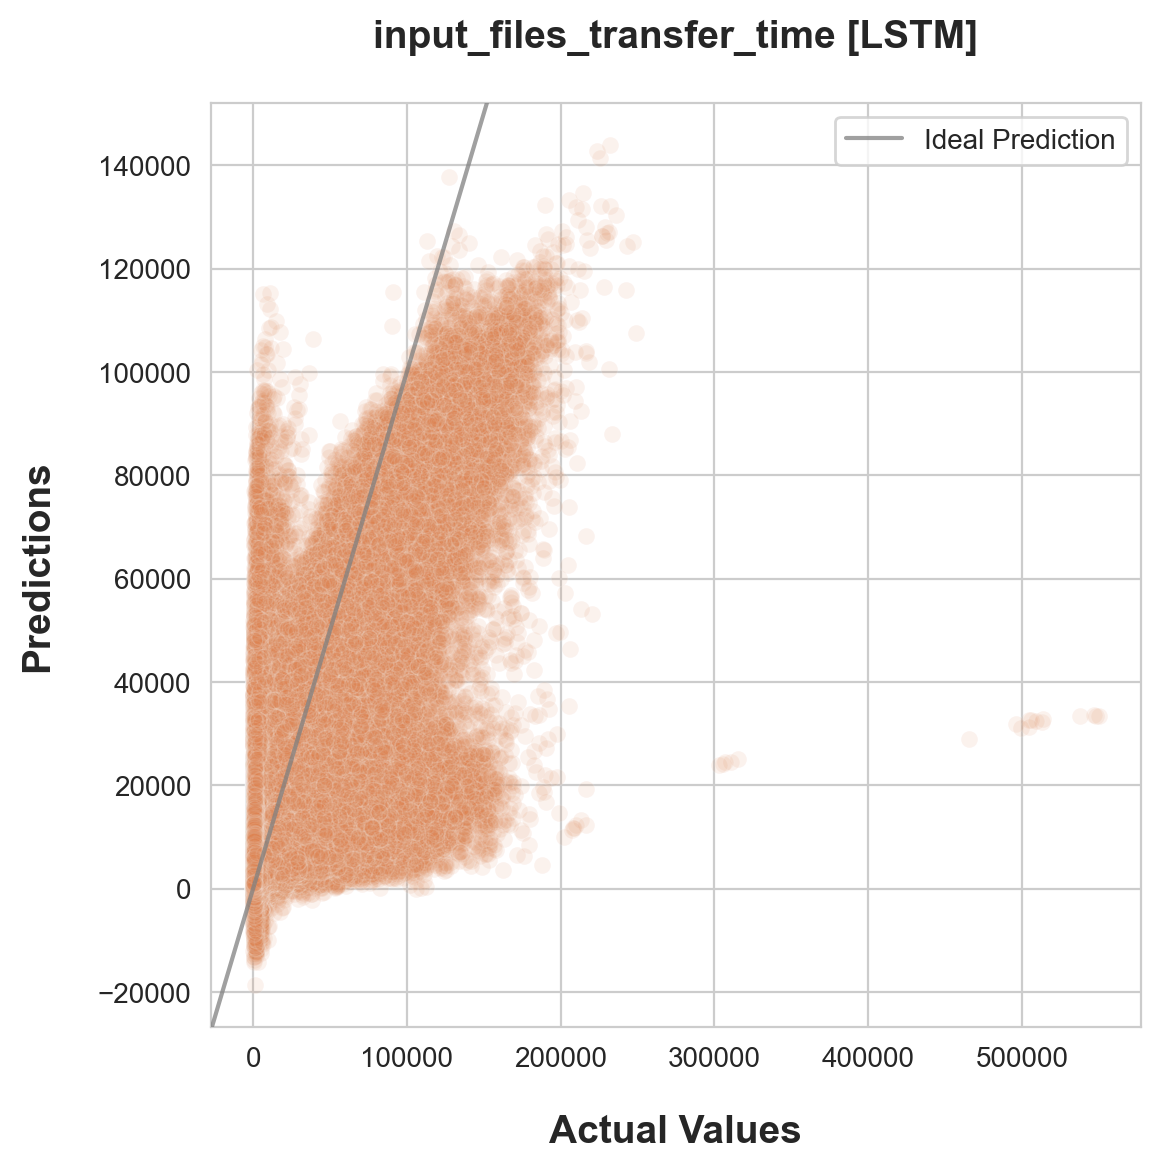 input_files_transfer_time [LSTM]
Ideal Prediction
140000
120000
100000
80000
60000
40000
20000
0
−20000
Predictions
0 100000 200000 300000 400000 500000
Actual Values